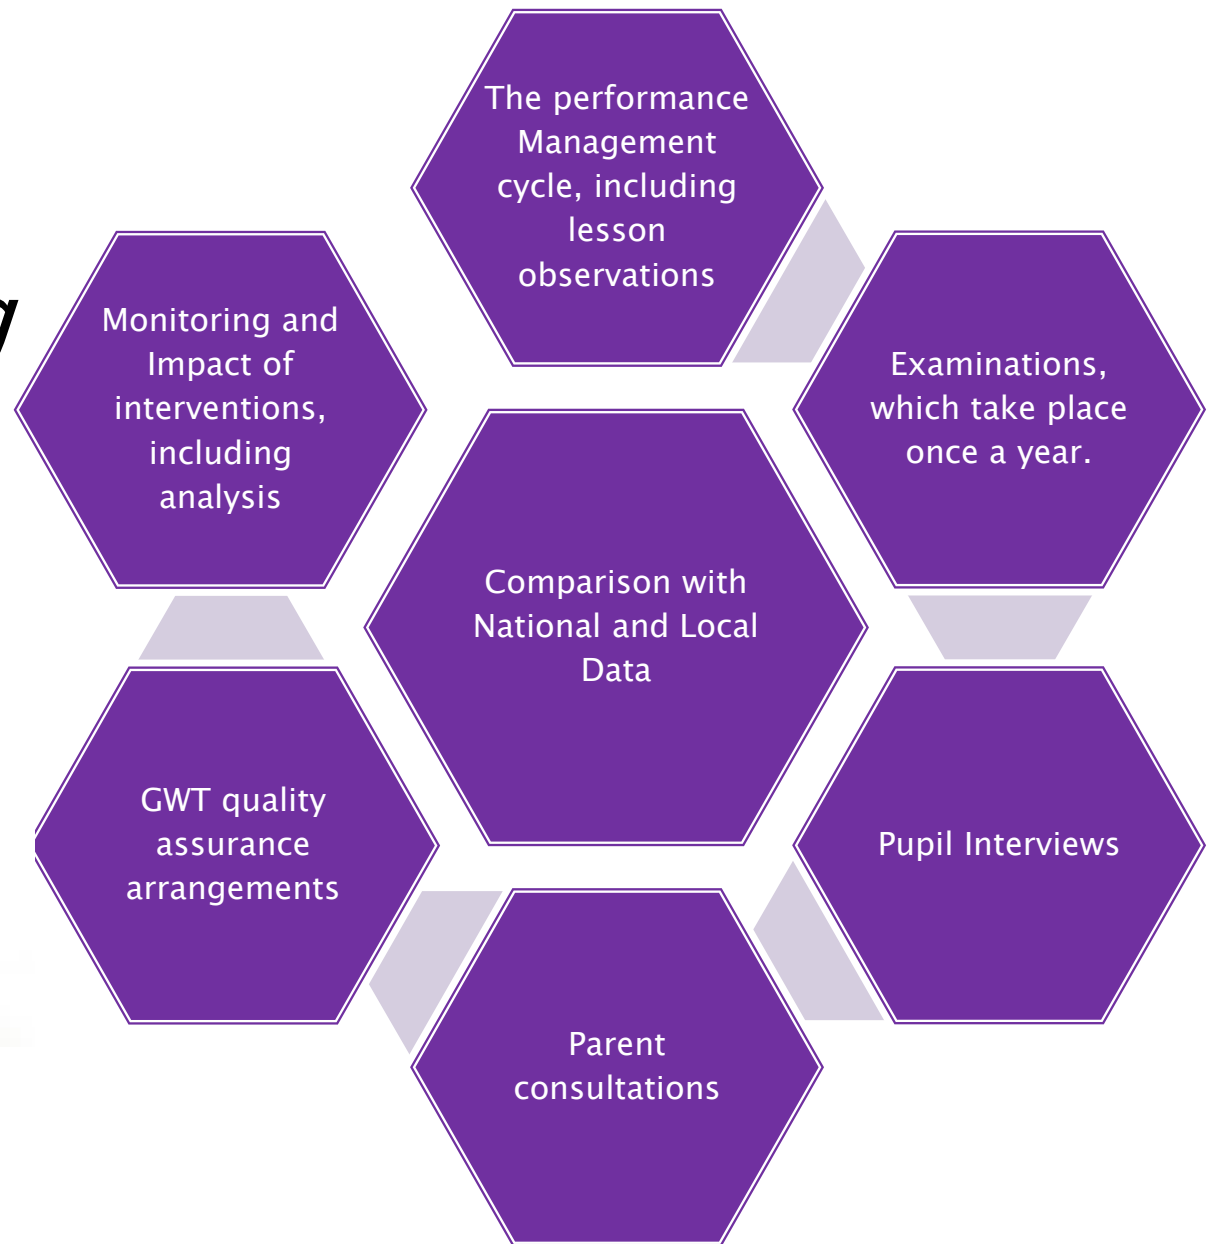 The performance
Management
cycle, including
lesson
observations
g
Monitoring and
Impact of
interventions,
including
analysis
Examinations,
which take place
once a year.
Comparison with
National and Local
Data
GWT quality
assurance
arrangements
Pupil Interviews
Parent
consultations